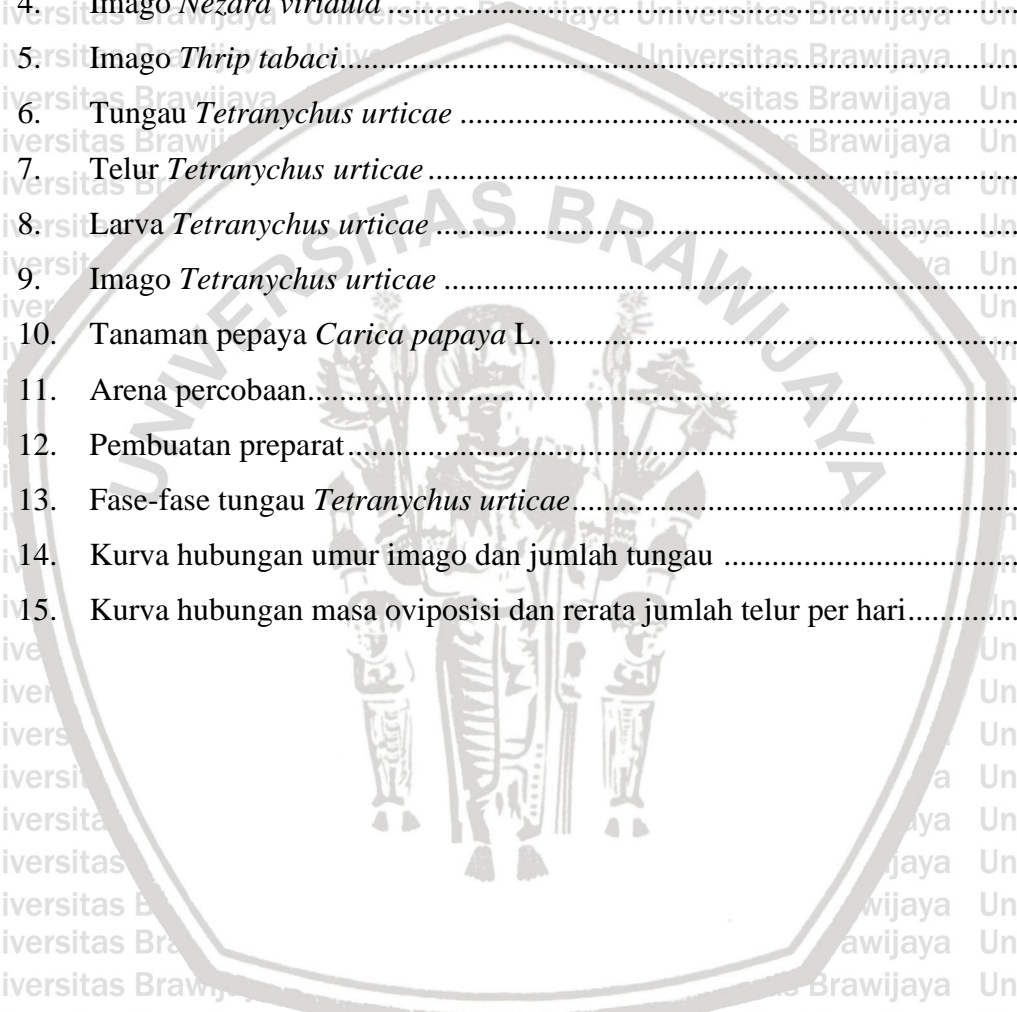 4. Imago Nezara viridula ..........................................................................
5. Imago Thrip tabaci..............................................................................
6. Tungau Tetranychus urticae ................................................................
7. Telur Tetranychus urticae ....................................................................
8. Larva Tetranychus urticae ...................................................................
9. Imago Tetranychus urticae ..................................................................
10. Tanaman pepaya Carica papaya L. ......................................................
11. Arena percobaan..................................................................................
12. Pembuatan preparat.............................................................................
13. Fase-fase tungau Tetranychus urticae..................................................
14. Kurva hubungan umur imago dan jumlah tungau ................................
15. Kurva hubungan masa oviposisi dan rerata jumlah telur per hari.............
UNIVERSITAS BRAWIJAYA